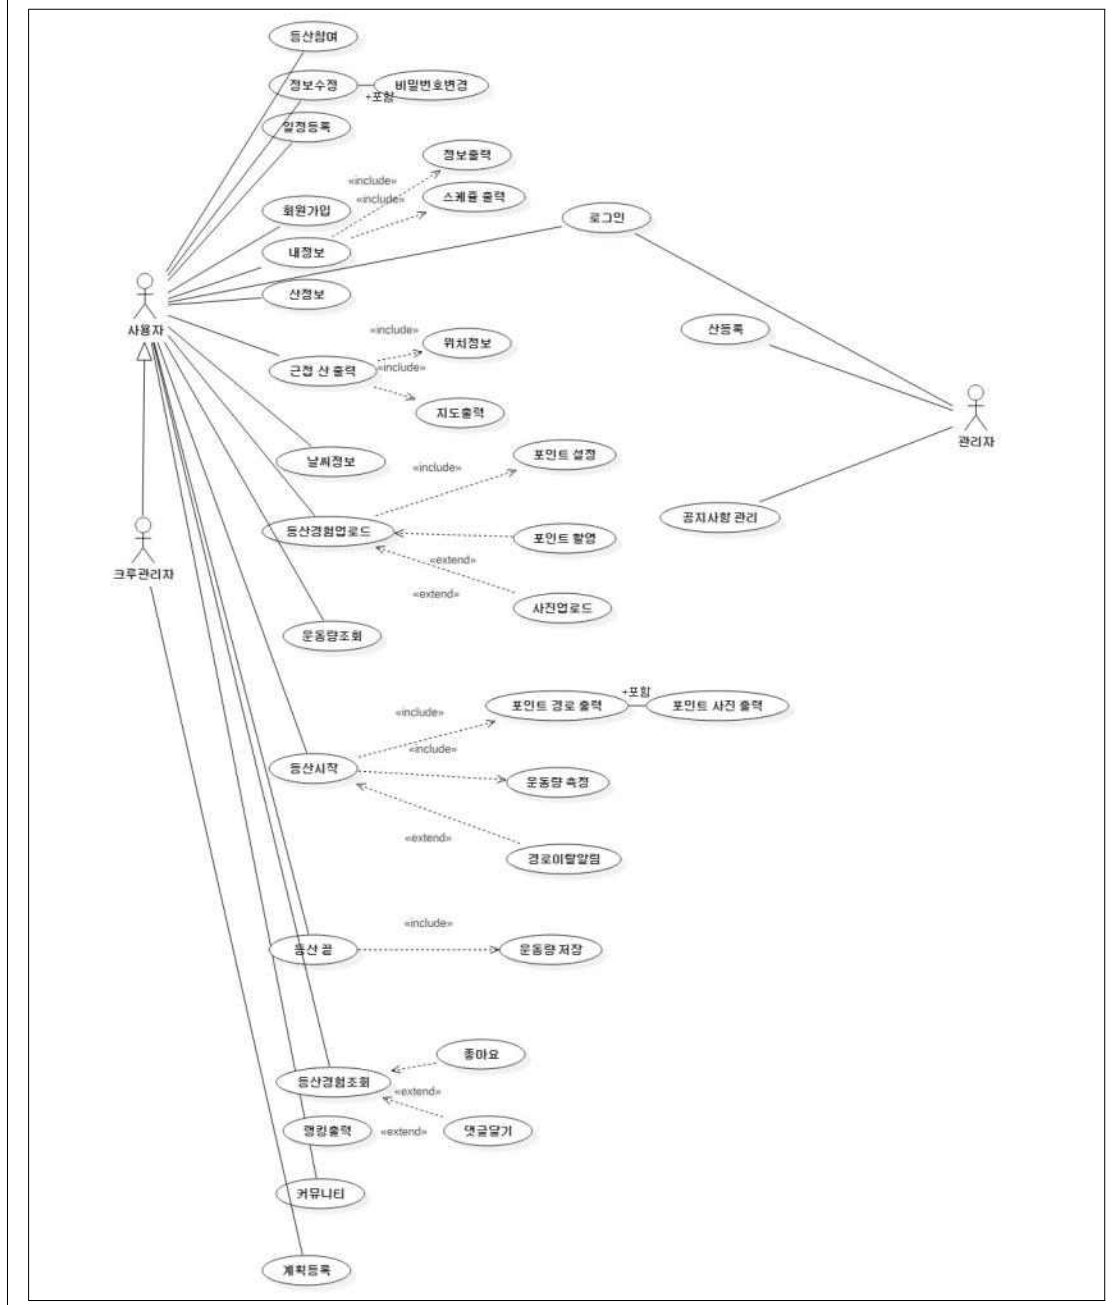 등산참여
정보수정
+포함
비밀번호변경
일정등록
정보출력
«include»
«include»
스케쥴 출력
회원가입
로그인
내정보
산정보
사용자
«include»
위치정보
산등록
근접 산 출력
«include»
지도출력
관리자
날씨정보
«include»
포인트 설정
공지사항 관리
등산경험업로드
포인트 촬영
«extend»
크루관리자
«extend»
사진업로드
운동량조회
+포함
«include»
포인트 경로 출력
포인트 사진 출력
«include»
등산시작
운동량 측정
«extend»
경로이탈알림
«include»
등산 끝
운동량 저장
좋아요
등산경험조회
«extend»
랭킹출력
«extend»
댓글달기
커뮤니티
계획등록